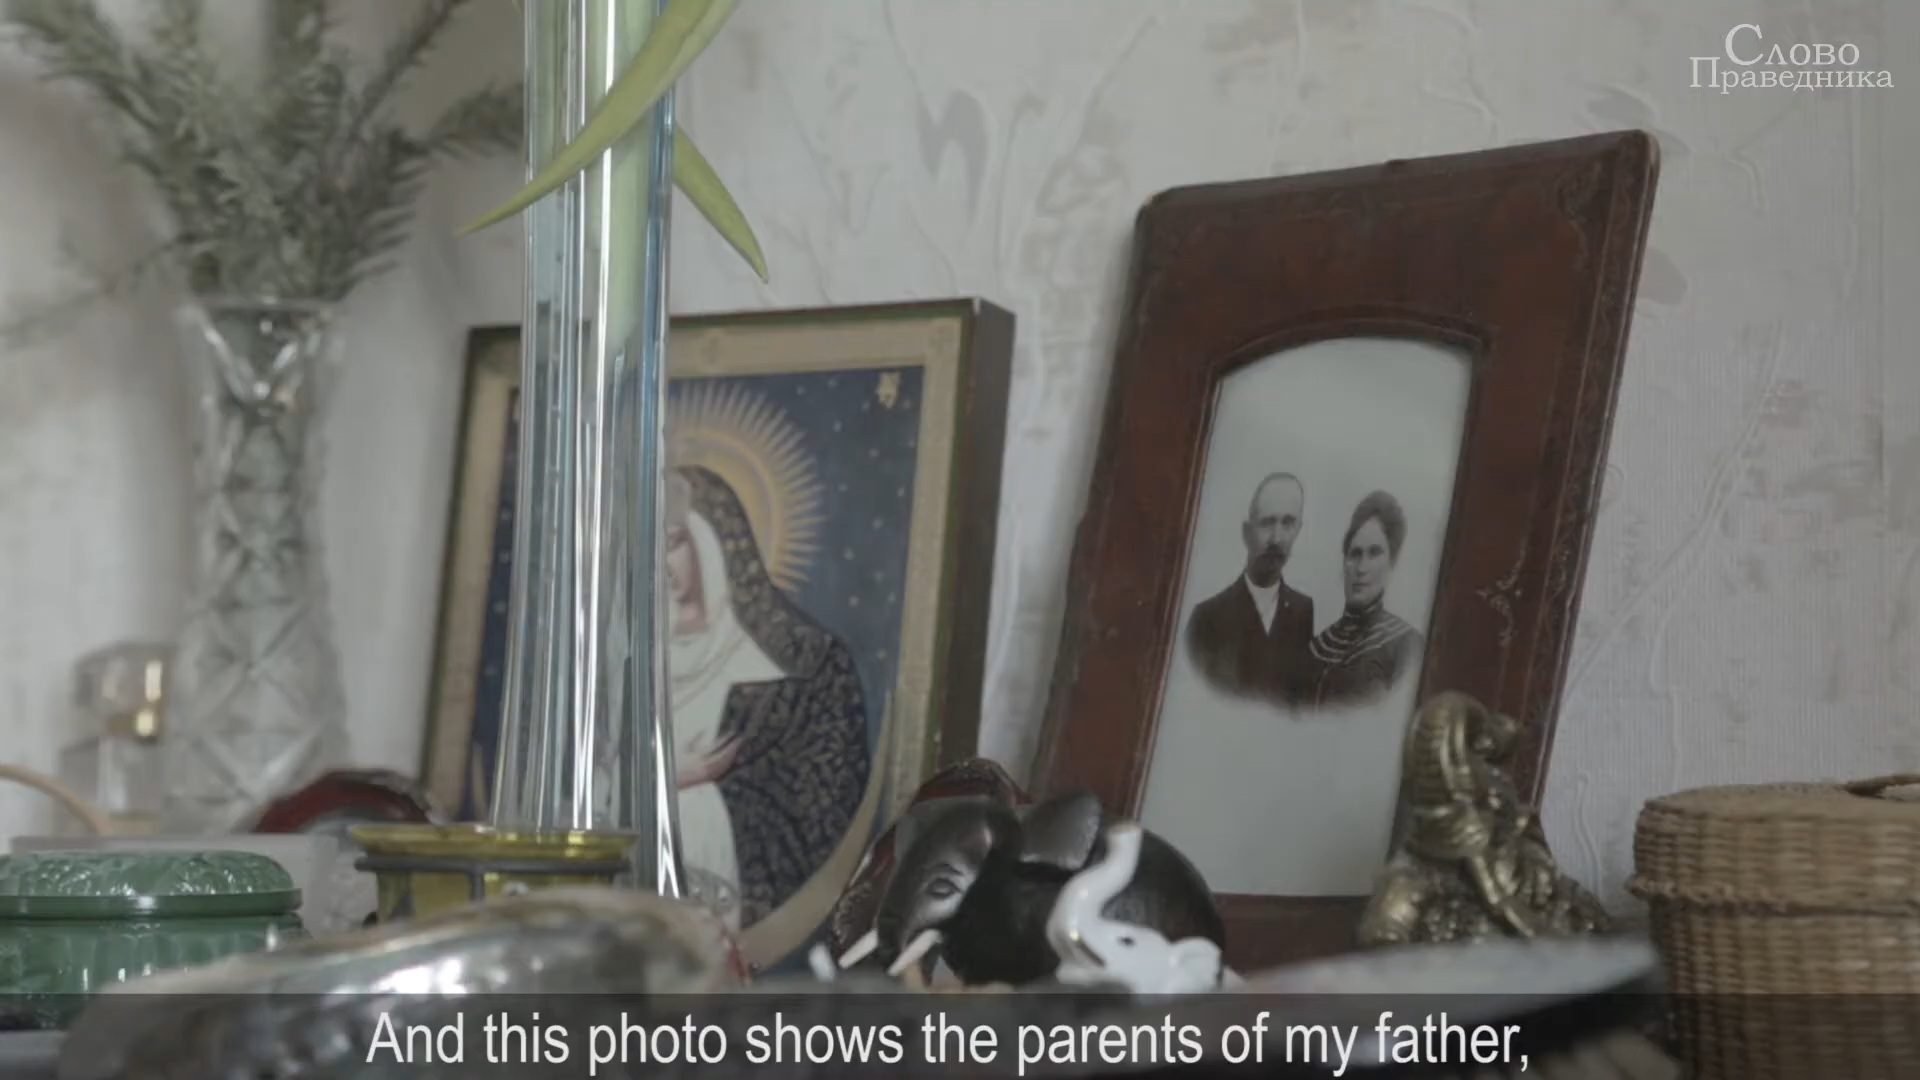 Слово
Праведника
And this photo shows the parents of my father,